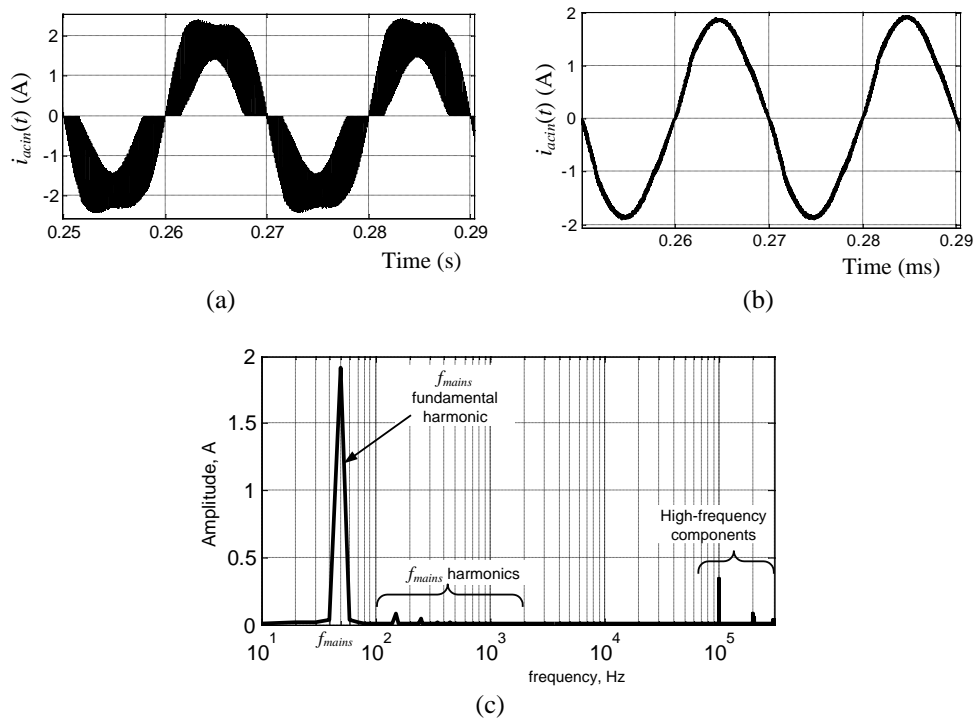 i_acin(t) (A)
2
1
0
-1
-2
0.25 0.26 0.27 0.28 0.29
Time (s)
(a)
i_acin(t) (A)
2
1
0
-1
-2
0.26 0.27 0.28 0.29
Time (ms)
(b)
Amplitude, A
2
1.5
1
0.5
0
f_mains
fundamental
harmonic
f_mains harmonics
High-frequency
components
10^1 f_mains 10^2 10^3 10^4 10^5
frequency, Hz
(c)